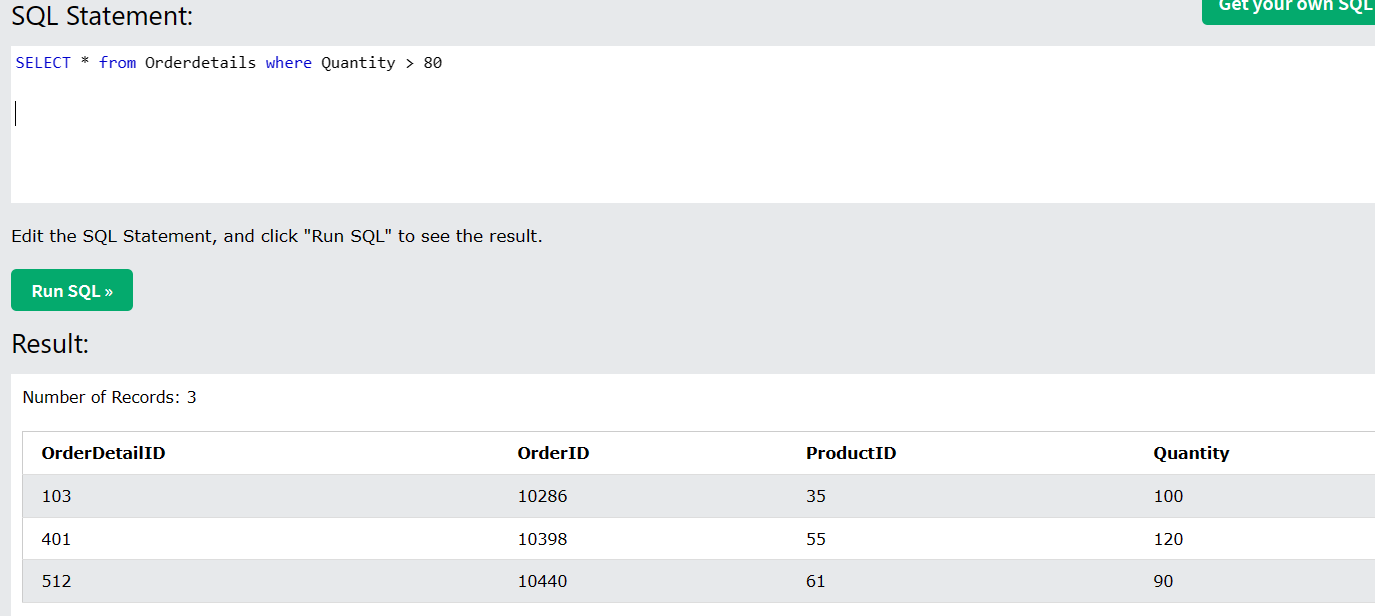 Get your own SQL
SQL Statement:
SELECT * from Orderdetails where Quantity > 80
Edit the SQL Statement, and click "Run SQL" to see the result.
Run SQL »
Result:
Number of Records: 3
OrderDetailID OrderID ProductID Quantity
103 10286 35 100
401 10398 55 120
512 10440 61 90